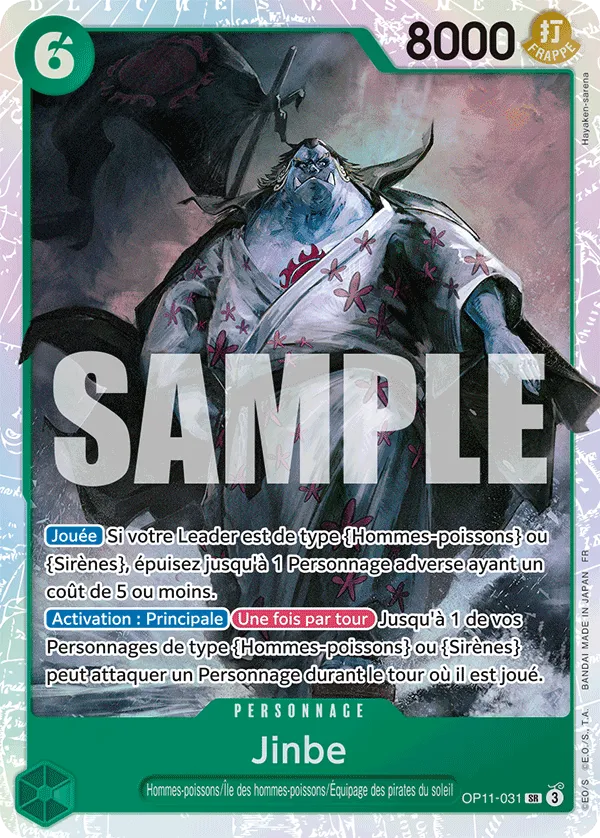 6
8000
打
FRAPPE
Hayaken-sarena
SAMPLE
Jouée Si votre Leader est de type {Hommes-poissons} ou
{Sirènes}, épuisez jusqu'à 1 Personnage adverse ayant un
coût de 5 ou moins.
Activation : Principale Une fois par tour Jusqu'à 1 de vos
Personnages de type {Hommes-poissons} ou {Sirènes}
peut attaquer un Personnage durant le tour où il est joué.
©E.O./S., T.A. BANDAI MADE IN JAPAN FR
©EO/S
PERSONNAGE
Jinbe
Hommes-poissons/Île des hommes-poissons/Équipage des pirates du soleil
OP11-031 SR 3